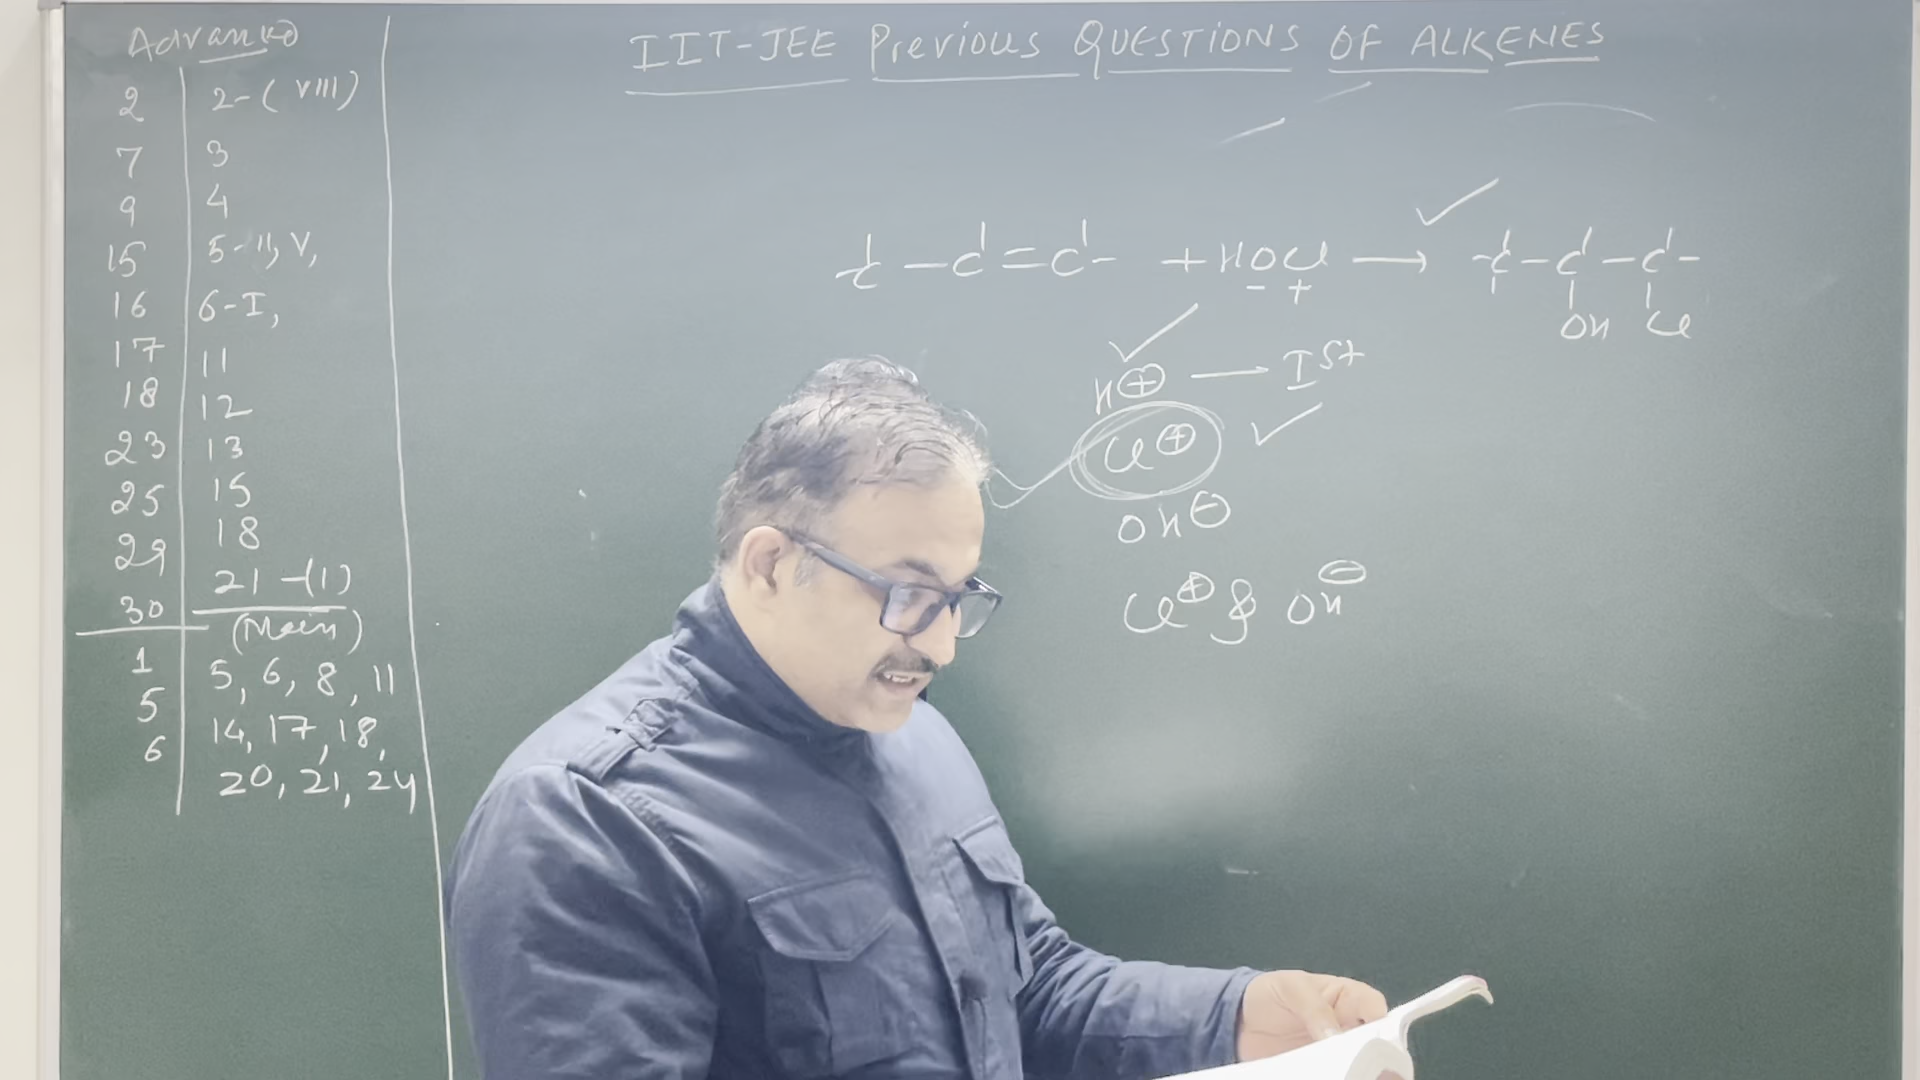 IIT-JEE Previous QUESTIONS OF ALKENES
Advanced
2 | 2-(VIII)
7 | 3
9 | 4
15 | 5-II, V,
16 | 6-I,
17 | 11
18 | 12
23 | 13
25 | 15
29 | 18
30 | 21-(1)
(Main)
1 | 5, 6, 8, 11
5 | 14, 17, 18,
6 | 20, 21, 24
-C-C=C- + HOCl → -C-C-C-
- +
OH Cl
H⊕ — Ist
Cl⊕
OH⊖
Cl⊕ & OH⊖